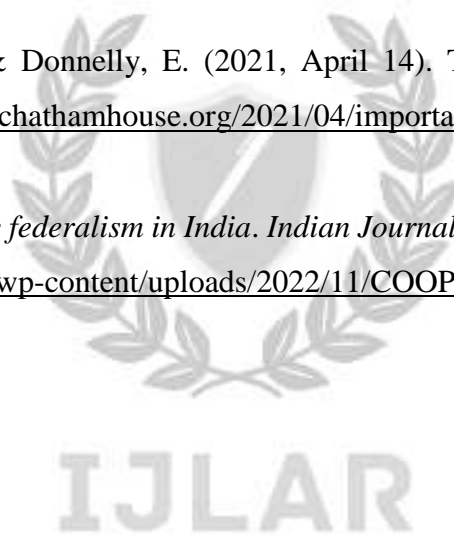 & Donnelly, E. (2021, April 14). T
chathamhouse.org/2021/04/importa
federalism in India. Indian Journal
wp-content/uploads/2022/11/COOP
IJLAR